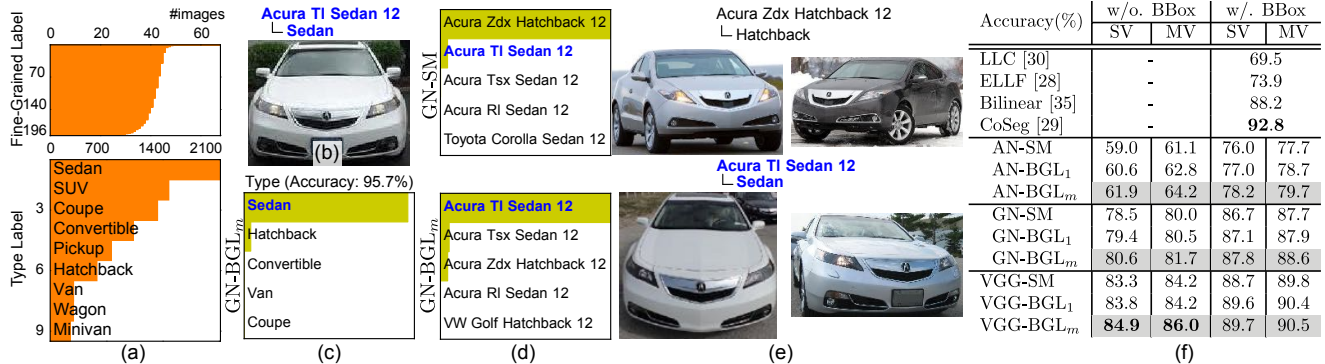 #images
0 20 40 60
Fine-Grained Label
70
140
196
0 700 1400 2200
Type Label
3
6
9
Sedan
SUV
Coupe
Convertible
Pickup
Hatchback
Van
Wagon
Minivan
(a)
Acura Tl Sedan 12
Sedan
(b)
Type (Accuracy: 95.7%)
GN-BGLm
Sedan
Hatchback
Convertible
Van
Coupe
(c)
GN-SM
Acura Zdx Hatchback 12
Acura Tl Sedan 12
Acura Tsx Sedan 12
Acura Rl Sedan 12
Toyota Corolla Sedan 12
GN-BGLm
Acura Tl Sedan 12
Acura Tsx Sedan 12
Acura Zdx Hatchback 12
Acura Rl Sedan 12
VW Golf Hatchback 12
(d)
Acura Zdx Hatchback 12
Hatchback
Acura Tl Sedan 12
Sedan
(e)
Accuracy(%) w/o. BBox w/. BBox
SV MV SV MV
LLC [30] - 69.5
ELLF [28] - 73.9
Bilinear [35] - 88.2
CoSeg [29] - 92.8
AN-SM 59.0 61.1 76.0 77.7
AN-BGL1 60.6 62.8 77.0 78.7
AN-BGLm 61.9 64.2 78.2 79.7
GN-SM 78.5 80.0 86.7 87.7
GN-BGL1 79.4 80.5 87.1 87.9
GN-BGLm 80.6 81.7 87.8 88.6
VGG-SM 83.3 84.2 88.7 89.8
VGG-BGL1 83.8 84.2 89.6 90.4
VGG-BGLm 84.9 86.0 89.7 90.5
(f)